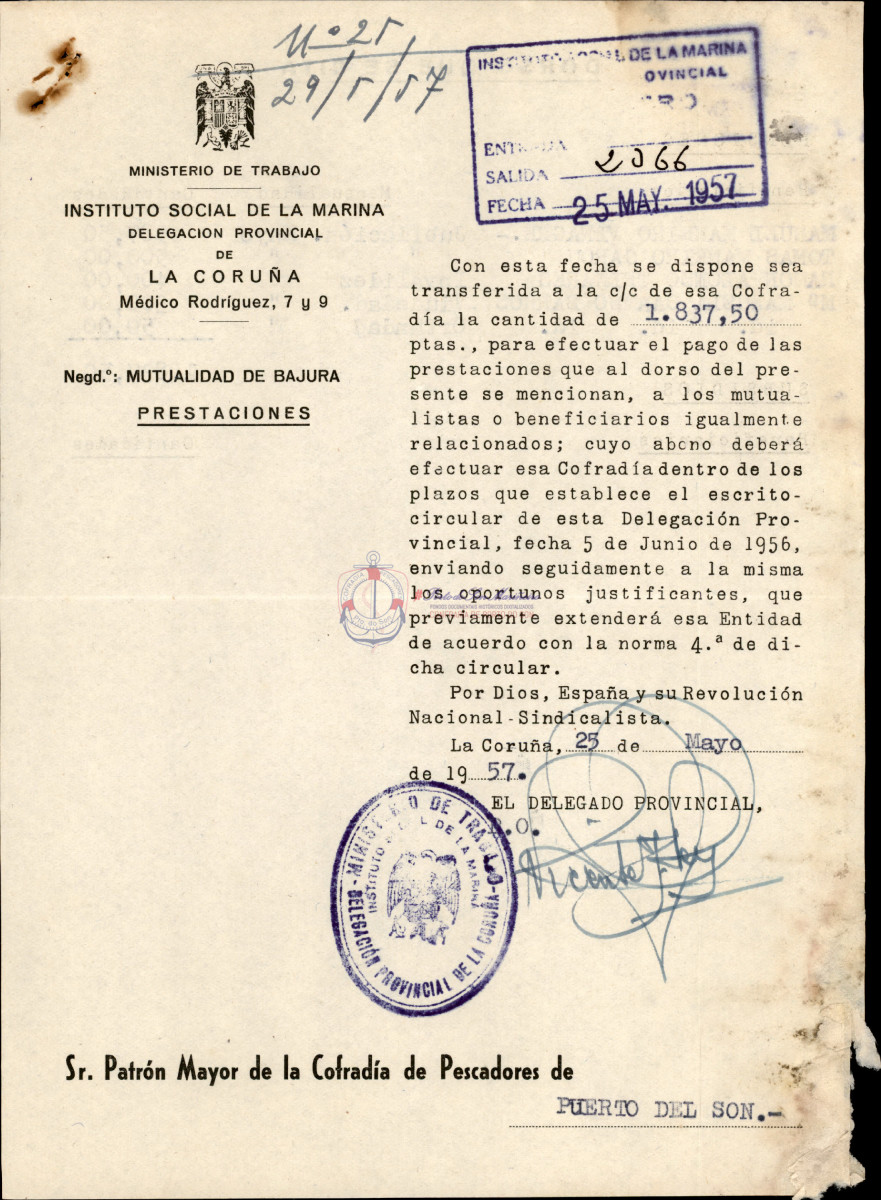 Nº 25
29/5/57
INSTITUTO SOCIAL DE LA MARINA
OVINCIAL
ENTRADA
SALIDA 2066
FECHA 25 MAY. 1957
MINISTERIO DE TRABAJO
INSTITUTO SOCIAL DE LA MARINA
DELEGACION PROVINCIAL
DE
LA CORUÑA
Médico Rodríguez, 7 y 9
Negd.º: MUTUALIDAD DE BAJURA
PRESTACIONES
Con esta fecha se dispone sea
transferida a la c/c de esa Cofra-
día la cantidad de 1.837,50
ptas., para efectuar el pago de las
prestaciones que al dorso del pre-
sente se mencionan, a los mutua-
listas o beneficiarios igualmente
relacionados; cuyo abono deberá
efectuar esa Cofradía dentro de los
plazos que establece el escrito-
circular de esta Delegación Pro-
vincial, fecha 5 de Junio de 1956,
enviando seguidamente a la misma
los oportunos justificantes, que
previamente extenderá esa Entidad
de acuerdo con la norma 4.ª de di-
cha circular.
Por Dios, España y su Revolución
Nacional-Sindicalista.
La Coruña, 25 de Mayo
de 19 57.
EL DELEGADO PROVINCIAL,
P.O.
Vicente
MINISTERIO DE TRABAJO
INSTITUTO SOCIAL DE LA MARINA
DELEGACIÓN PROVINCIAL DE LA CORUÑA
Sr. Patrón Mayor de la Cofradía de Pescadores de
PUERTO DEL SON.-